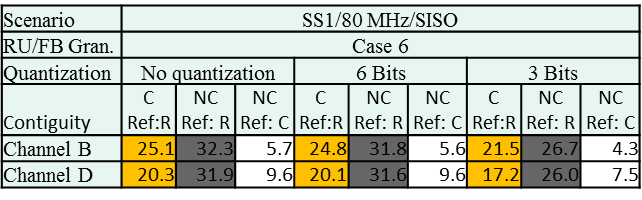 Scenario SS1/80 MHz/SISO
RU/FB Gran. Case 6
Quantization No quantization 6 Bits 3 Bits
C NC NC C NC NC C NC NC
Contiguity Ref:R Ref: R Ref: C Ref:R Ref: R Ref: C Ref:R Ref: R Ref: C
Channel B 25.1 32.3 5.7 24.8 31.8 5.6 21.5 26.7 4.3
Channel D 20.3 31.9 9.6 20.1 31.6 9.6 17.2 26.0 7.5